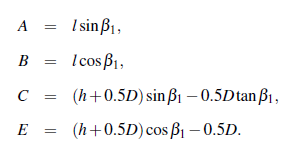 A = l sin β₁,
B = l cos β₁,
C = (h+0.5D) sin β₁ − 0.5D tan β₁,
E = (h+0.5D) cos β₁ − 0.5D.